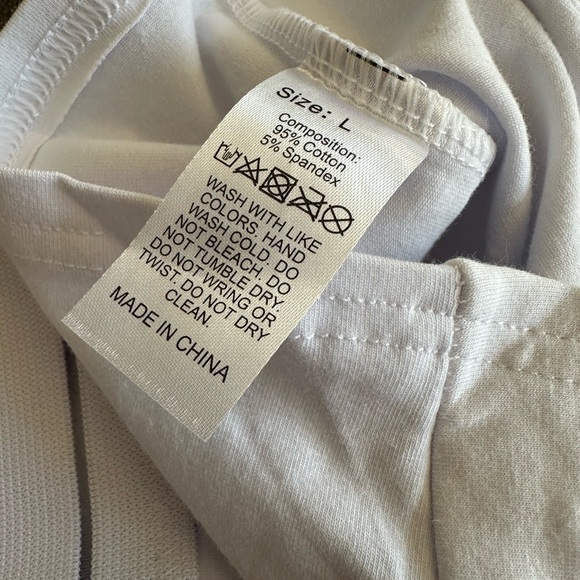 Size: L
Composition:
95% Cotton
5% Spandex
WASH WITH LIKE
COLORS. HAND
WASH COLD. DO
NOT BLEACH. DO
NOT TUMBLE DRY
DO NOT WRING OR
TWIST. DO NOT DRY
CLEAN.
MADE IN CHINA